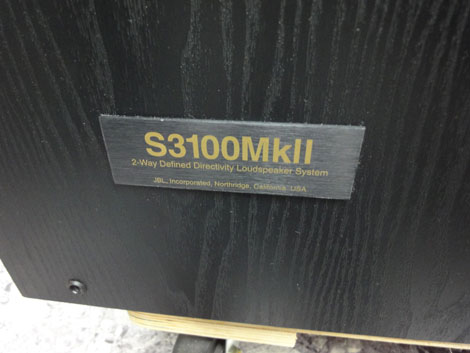 S3100MkII
2-Way Defined Directivity Loudspeaker System
JBL, Incorporated, Northridge, California, USA